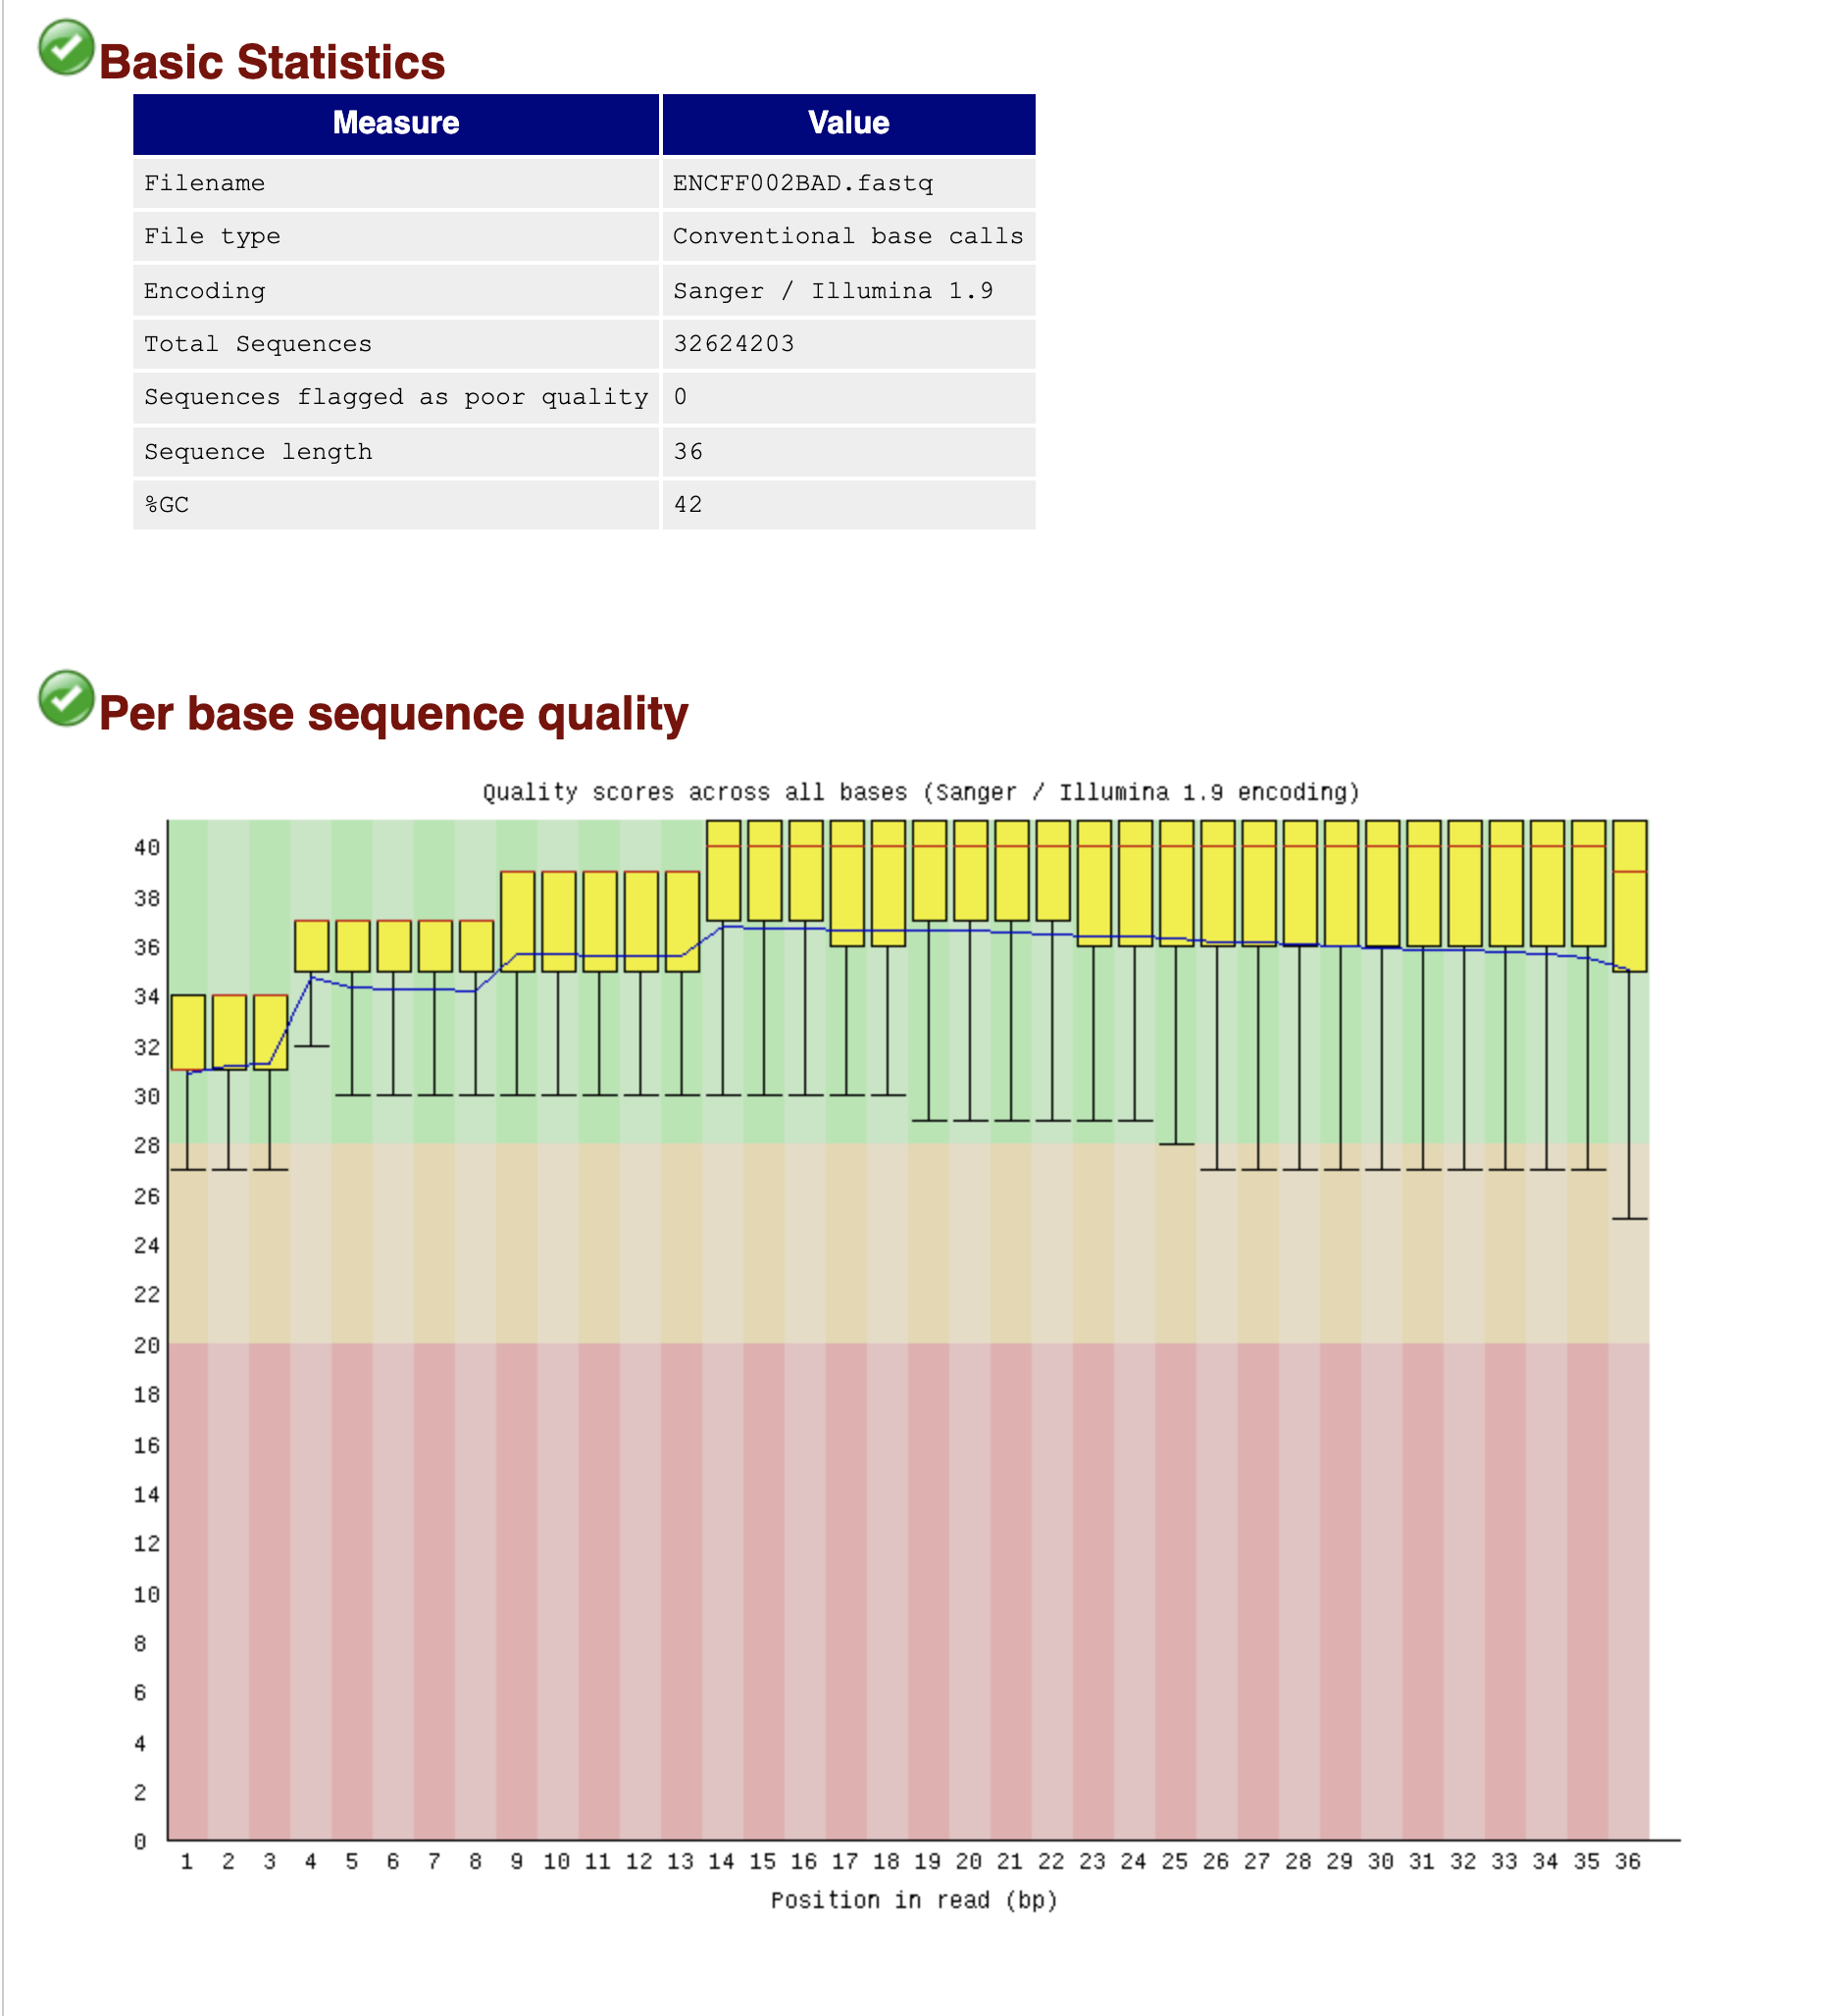 Basic Statistics
Measure Value
Filename ENCFF002BAD.fastq
File type Conventional base calls
Encoding Sanger / Illumina 1.9
Total Sequences 32624203
Sequences flagged as poor quality 0
Sequence length 36
%GC 42
Per base sequence quality
Quality scores across all bases (Sanger / Illumina 1.9 encoding)
40
38
36
34
32
30
28
26
24
22
20
18
16
14
12
10
8
6
4
2
0
1 2 3 4 5 6 7 8 9 10 11 12 13 14 15 16 17 18 19 20 21 22 23 24 25 26 27 28 29 30 31 32 33 34 35 36
Position in read (bp)